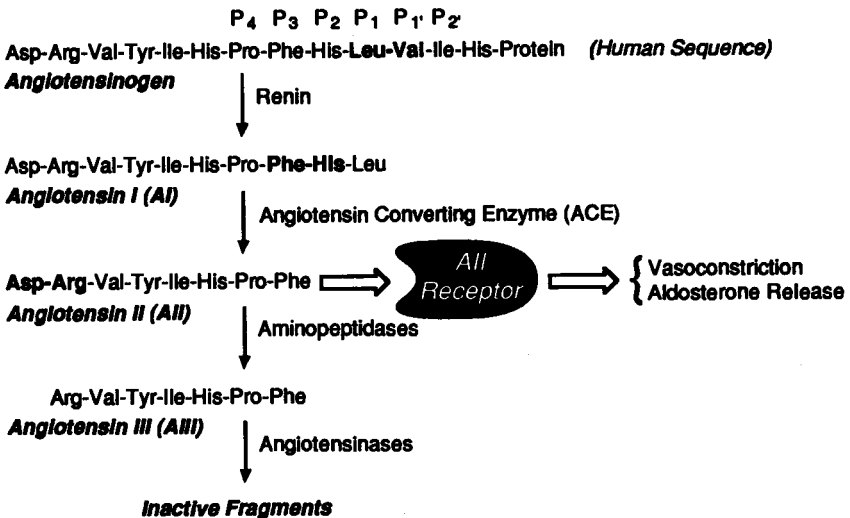 P4 P3 P2 P1 P1' P2'
Asp-Arg-Val-Tyr-Ile-His-Pro-Phe-His-Leu-Val-Ile-His-Protein (Human Sequence)
Angiotensinogen
Renin
Asp-Arg-Val-Tyr-Ile-His-Pro-Phe-His-Leu
Angiotensin I (AI)
Angiotensin Converting Enzyme (ACE)
Asp-Arg-Val-Tyr-Ile-His-Pro-Phe
AII
Receptor
Vasoconstriction
Aldosterone Release
Angiotensin II (AII)
Aminopeptidases
Arg-Val-Tyr-Ile-His-Pro-Phe
Angiotensin III (AIII)
Angiotensinases
Inactive Fragments